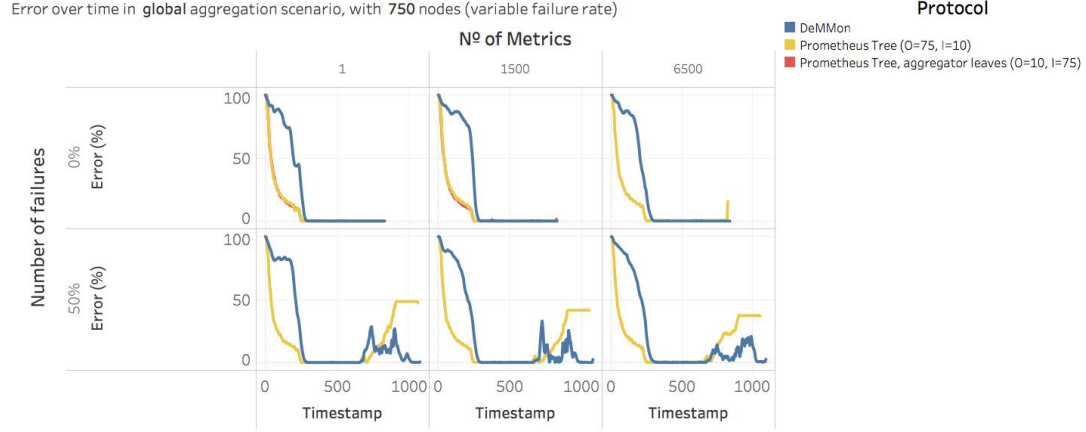 Error over time in global aggregation scenario, with 750 nodes (variable failure rate)
Protocol
DeMMon
Prometheus Tree (O=75, I=10)
Prometheus Tree, aggregator leaves (O=10, I=75)
Nº of Metrics
1 1500 6500
Number of failures
0%
Error (%)
100
50
0
50%
Error (%)
100
50
0
0 500 1000 0 500 1000 0 500 1000
Timestamp Timestamp Timestamp